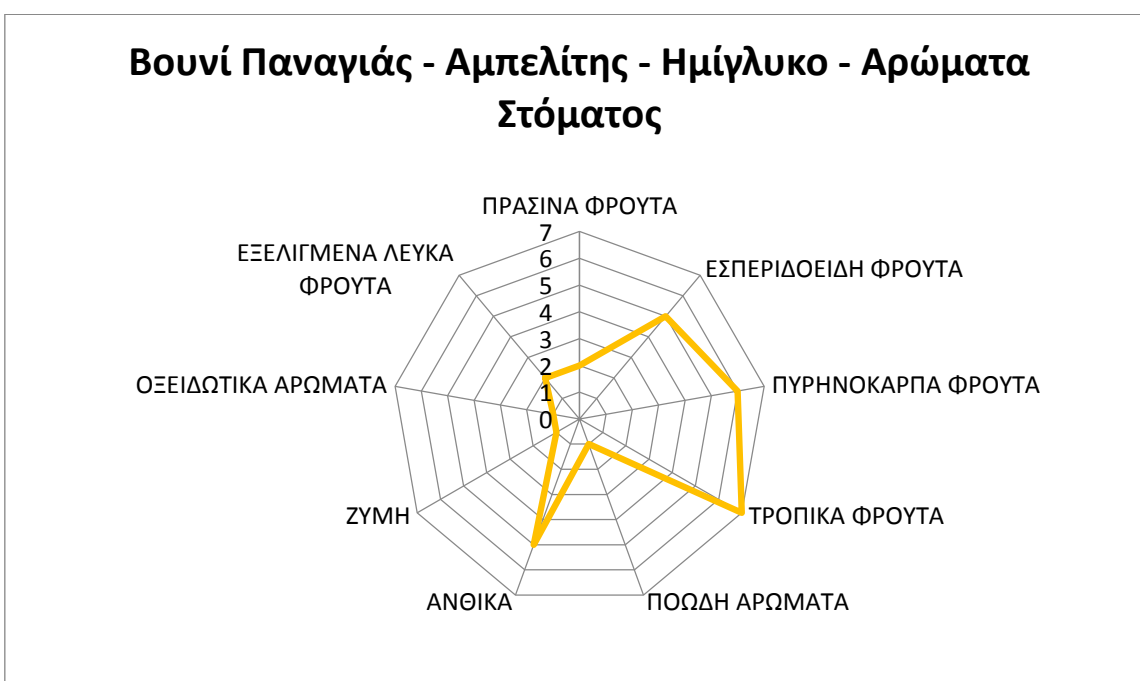 Βουνί Παναγιάς - Αμπελίτης - Ημίγλυκο - Αρώματα
Στόματος
ΠΡΑΣΙΝΑ ΦΡΟΥΤΑ
ΕΣΠΕΡΙΔΟΕΙΔΗ ΦΡΟΥΤΑ
ΠΥΡΗΝΟΚΑΡΠΑ ΦΡΟΥΤΑ
ΤΡΟΠΙΚΑ ΦΡΟΥΤΑ
ΠΟΩΔΗ ΑΡΩΜΑΤΑ
ΑΝΘΙΚΑ
ΖΥΜΗ
ΟΞΕΙΔΩΤΙΚΑ ΑΡΩΜΑΤΑ
ΕΞΕΛΙΓΜΕΝΑ ΛΕΥΚΑ
ΦΡΟΥΤΑ
7
6
5
4
3
2
1
0